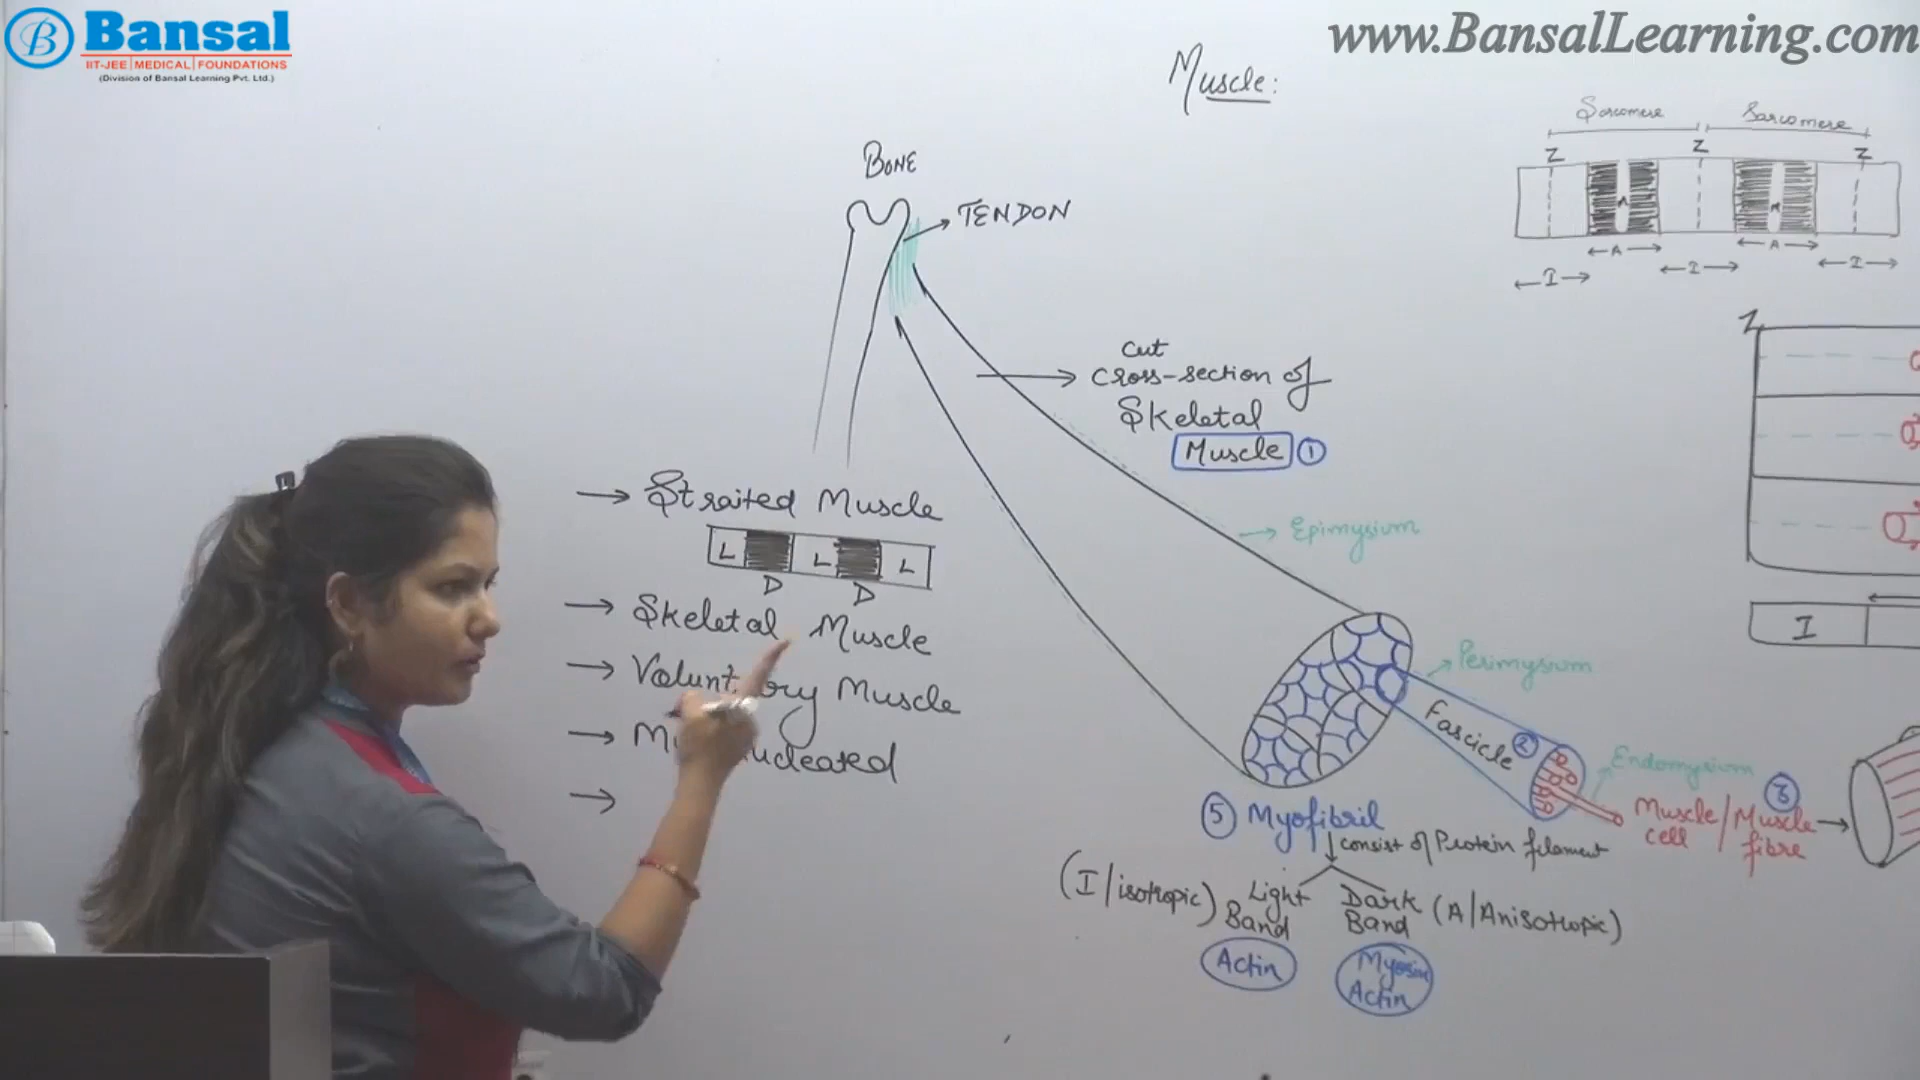 Bansal
IIT-JEE | MEDICAL | FOUNDATIONS
(Division of Bansal Learning Pvt. Ltd.)
www.BansalLearning.com
Muscle:
Sarcomere Sarcomere
Z Z Z
A A
A A
I I I
BONE
TENDON
cut
Cross-section of
Skeletal
Muscle 1
→ Straited Muscle
L L L
D D
→ Skeletal Muscle
→ Muscle
→
Epimysium
Perimysium
Fascicle 2
Endomysium
Muscle / Muscle 3
cell fibre
Z
I
5 Myofibril
consist of Protein filament
(I/isotropic) Light Band
Dark Band (A/Anisotropic)
Actin
Myosin
Actin